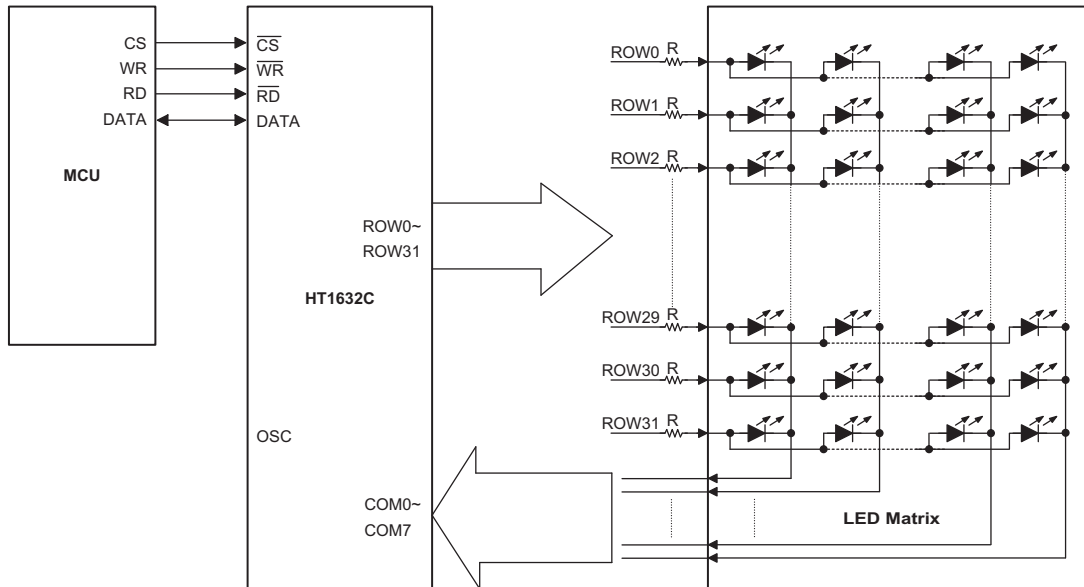 MCU
CS
WR
RD
DATA
CS
WR
RD
DATA
HT1632C
ROW0~
ROW31
OSC
COM0~
COM7
ROW0 R
ROW1 R
ROW2 R
ROW29 R
ROW30 R
ROW31 R
LED Matrix